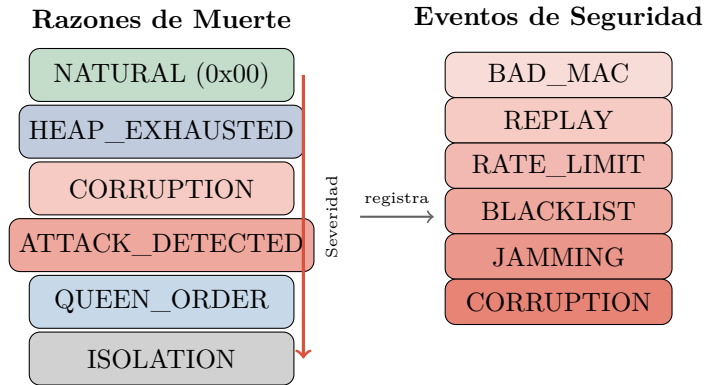 Razones de Muerte
NATURAL (0x00)
HEAP_EXHAUSTED
CORRUPTION
ATTACK_DETECTED
QUEEN_ORDER
ISOLATION
Severidad
registra
Eventos de Seguridad
BAD_MAC
REPLAY
RATE_LIMIT
BLACKLIST
JAMMING
CORRUPTION